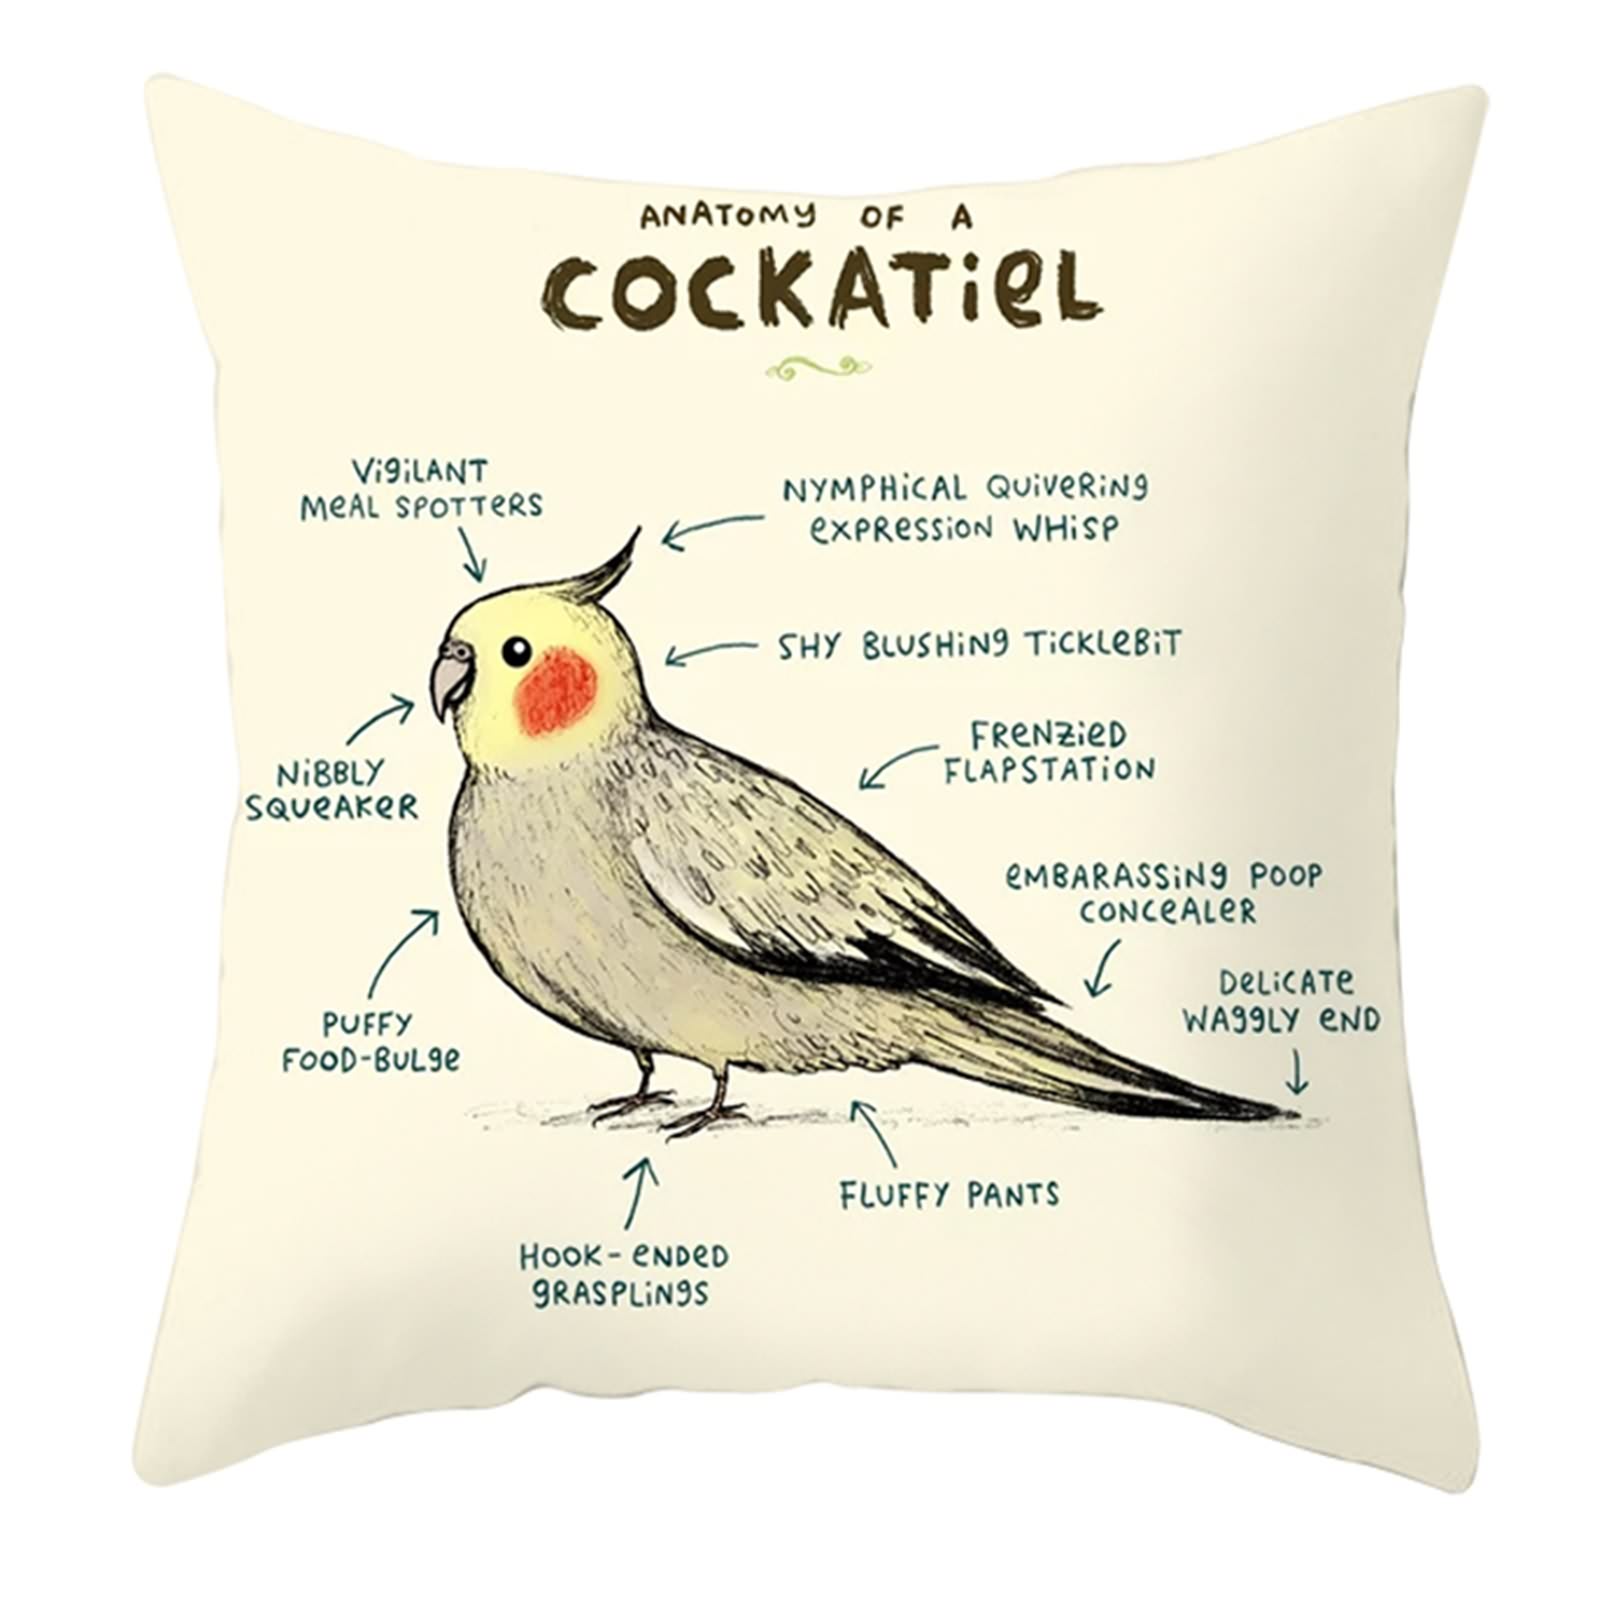 ANATOMY OF A
COCKATiEL
ViGiLANT
MEAL SPOTTERS
NYMPHiCAL QUiVERiNG
EXPRESSiON WHiSP
SHY BLUSHiNG TiCKLEBiT
FRENZiED
FLAPSTATiON
NiBBLY
SQUEAKER
EMBARASSiNG POOP
CONCEALER
DELiCATE
WAGGLY END
PUFFY
FOOD-BULGE
FLUFFY PANTS
HOOK-ENDED
GRASPLiNGS